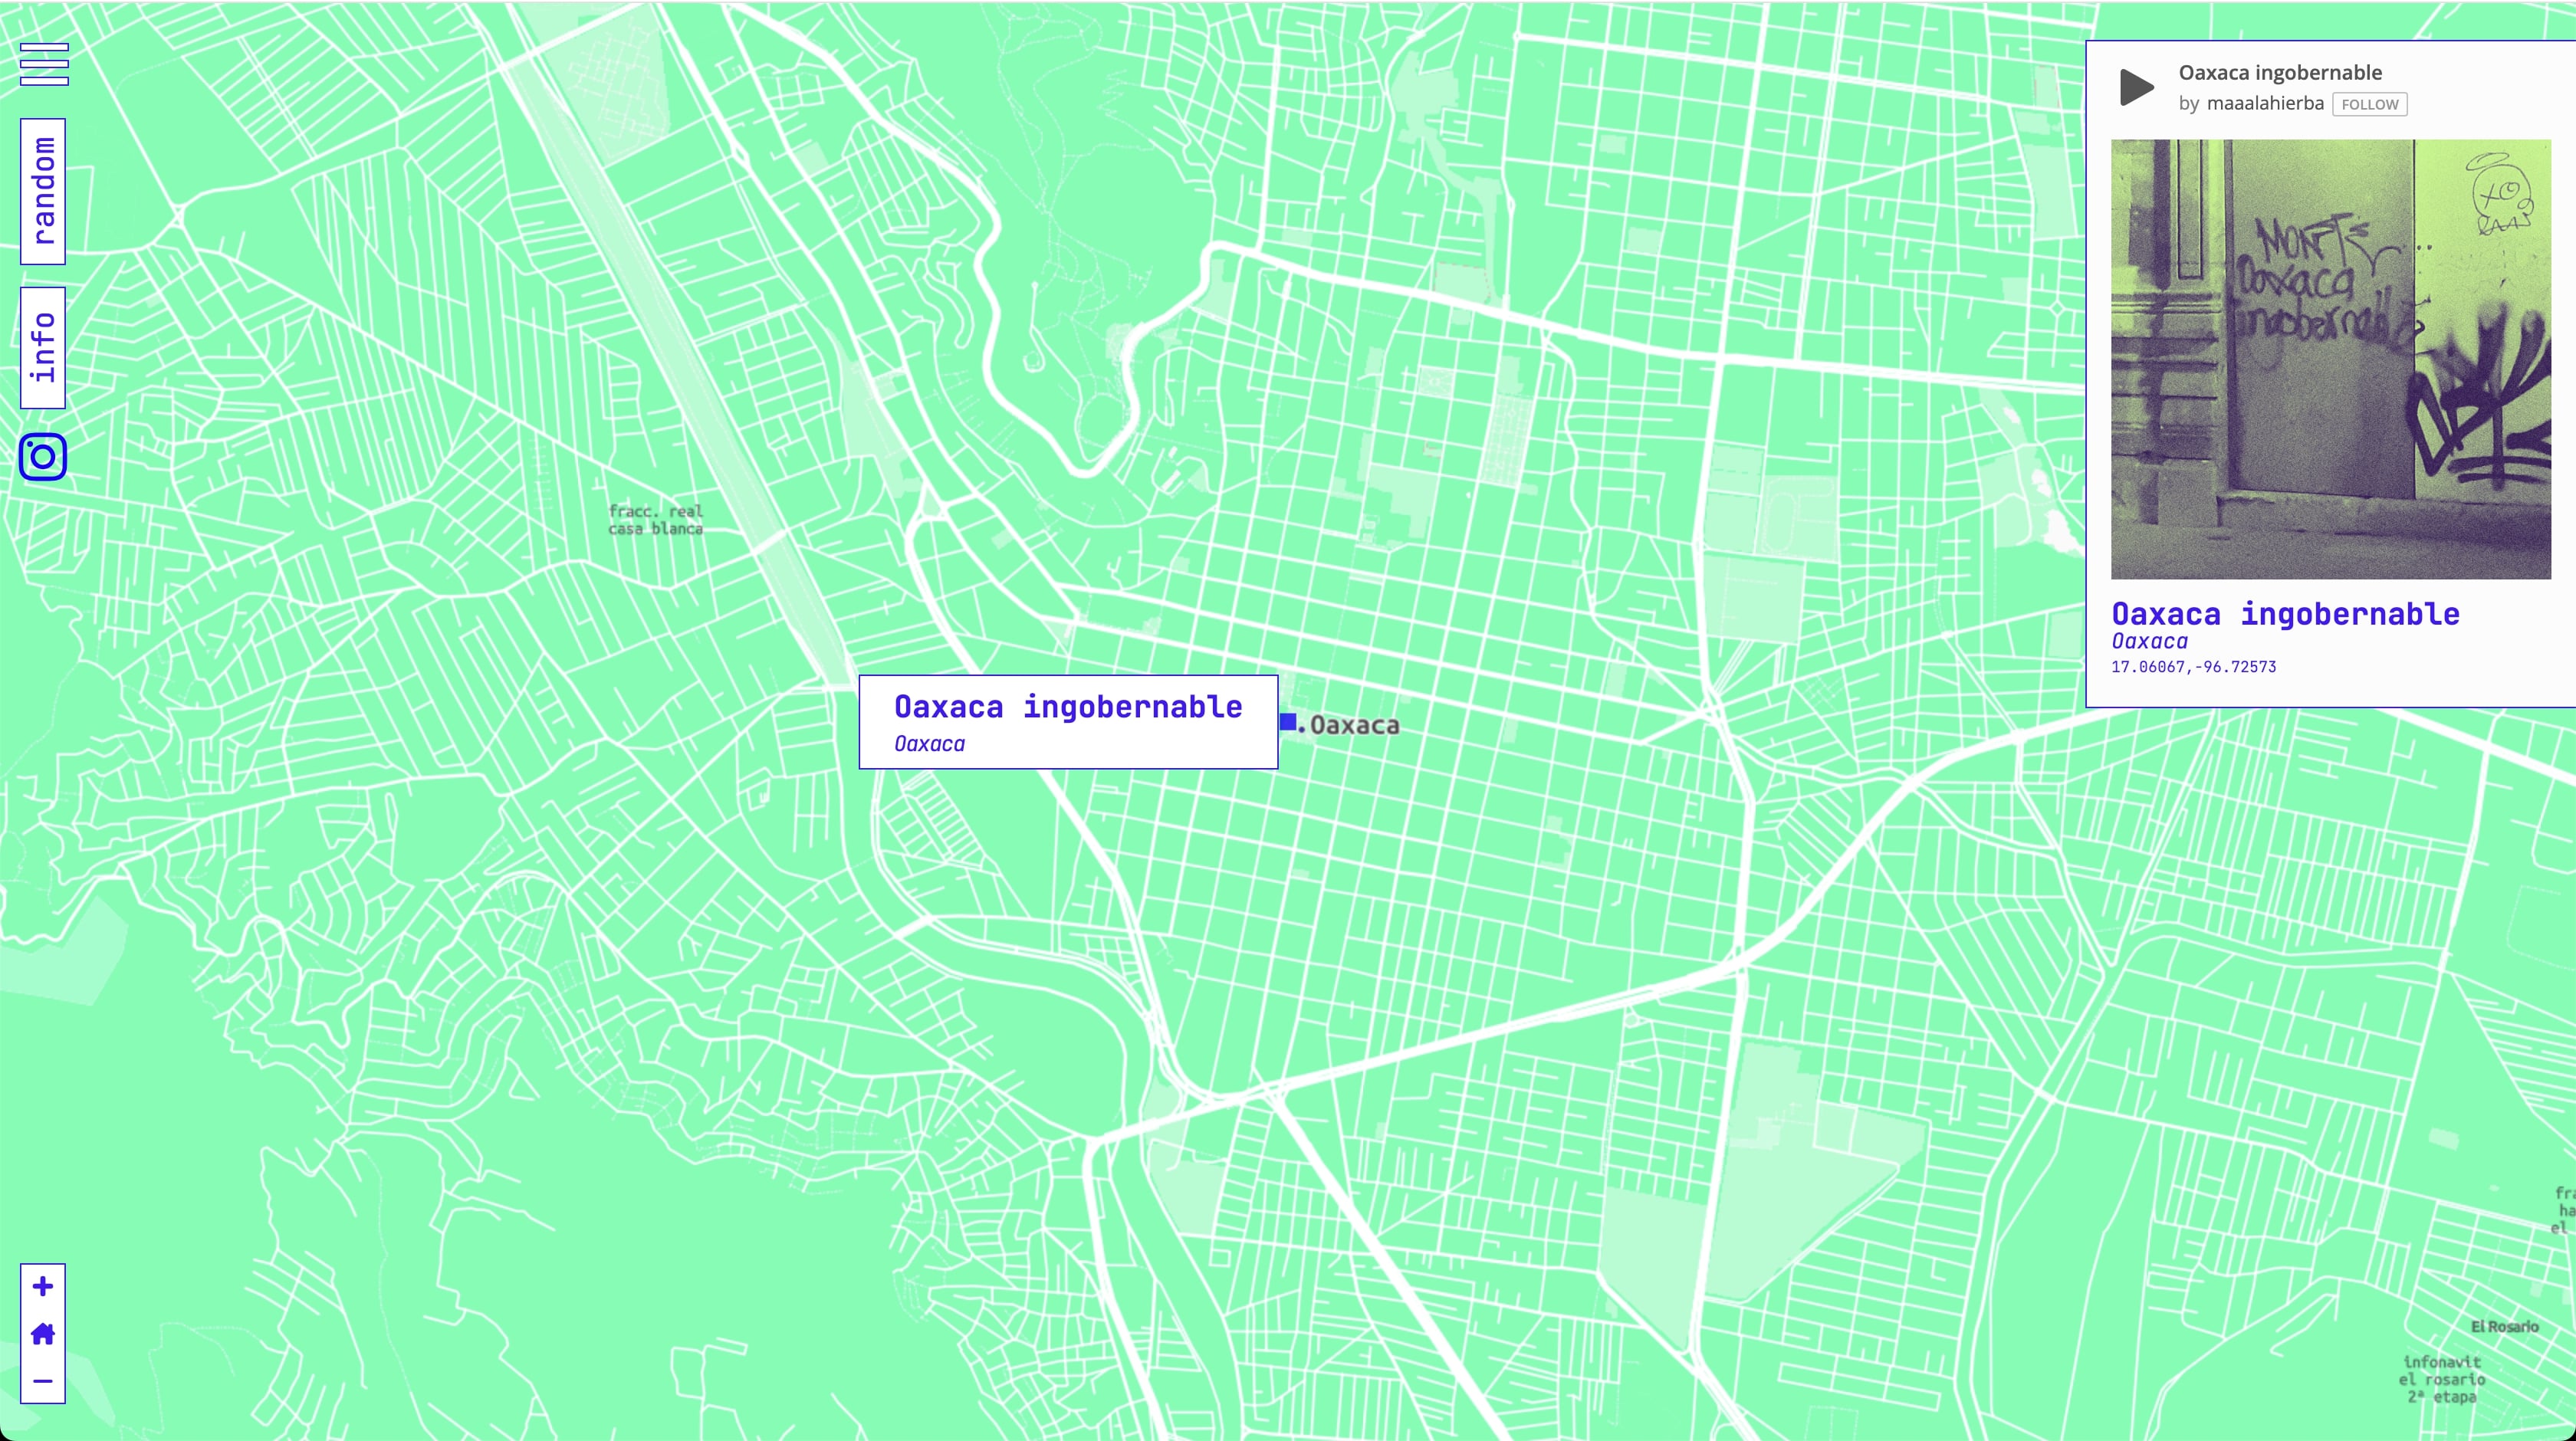 random
info
fracc. real
casa blanca
Oaxaca ingobernable
Oaxaca
Oaxaca
Oaxaca ingobernable
by maaalahierba FOLLOW
Oaxaca
ingobernable
Oaxaca ingobernable
Oaxaca
17.06067,-96.72573
El Rosario
infonavit
el rosario
2ª etapa
+
−